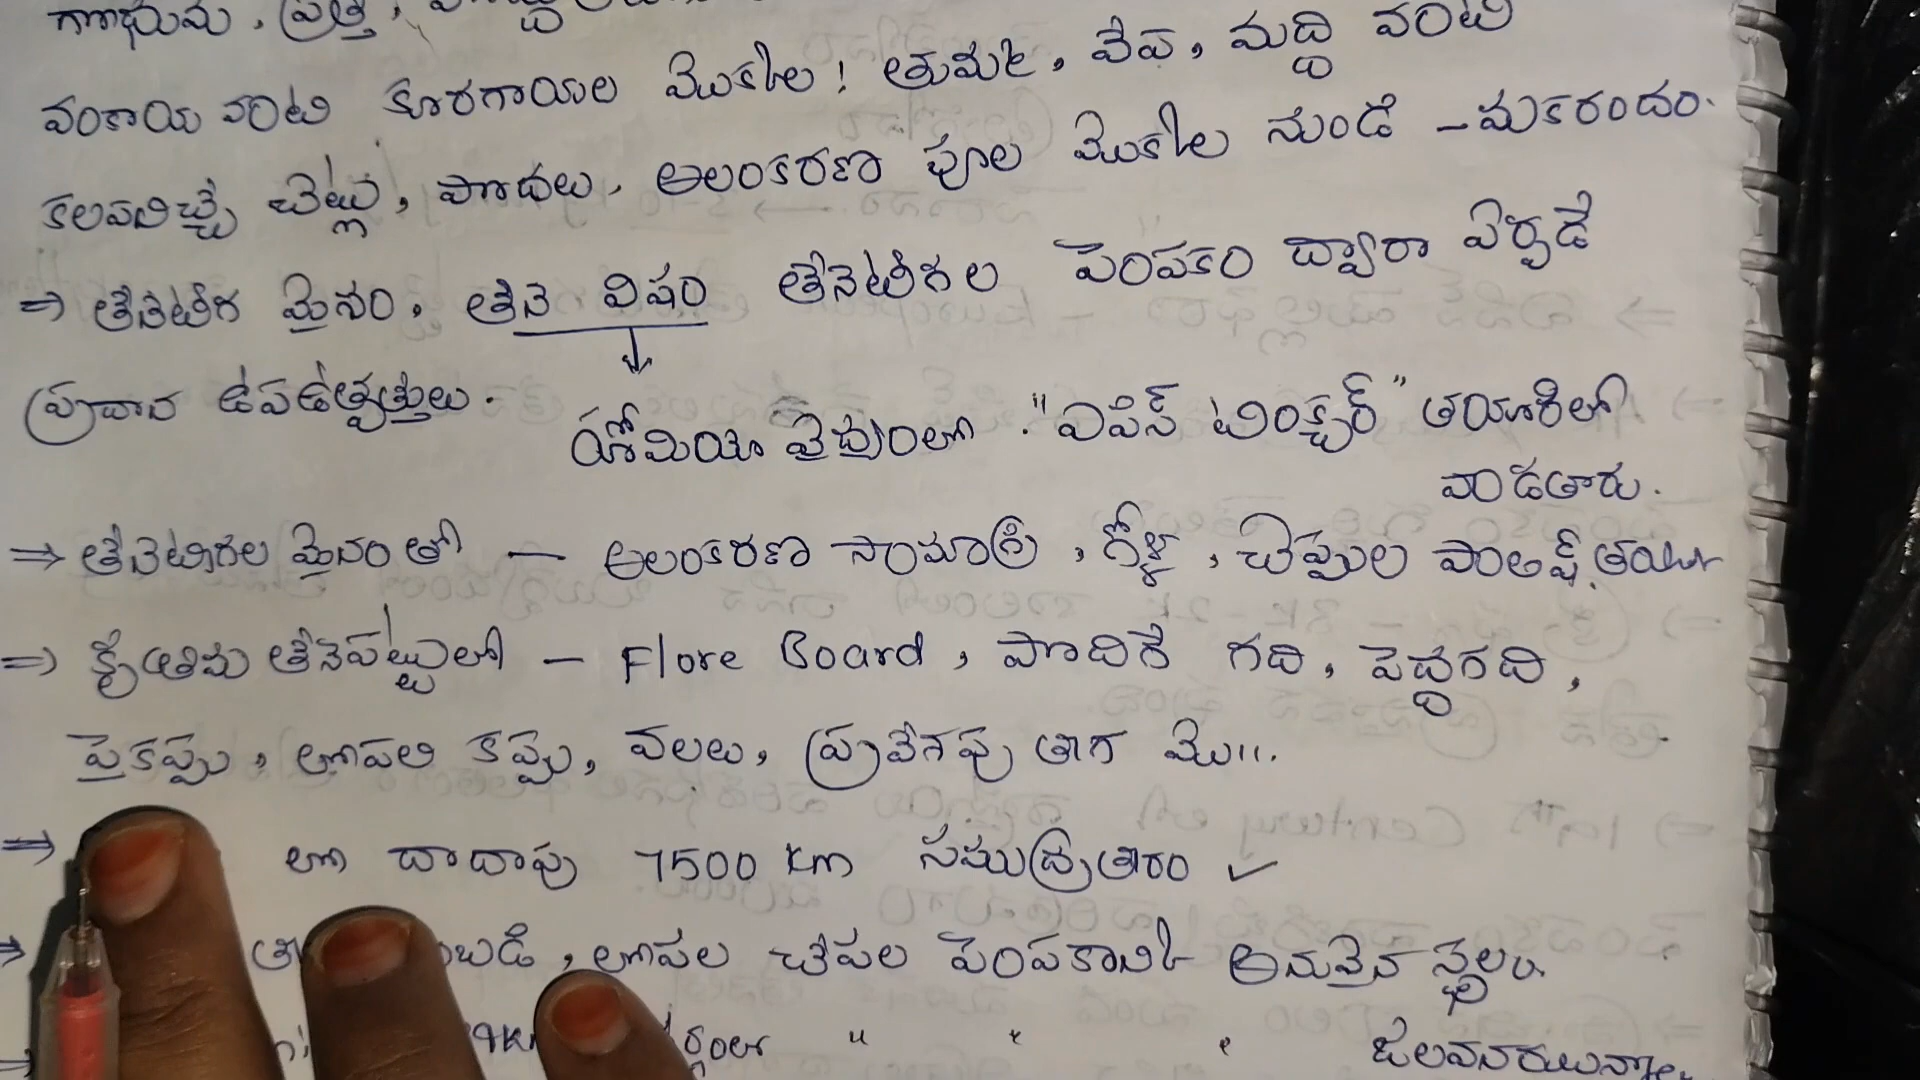 వంకాయ వంటి కూరగాయల మొక్కల! తుమ్మ, వేప, మద్ది వంటి
కలపనిచ్చే చెట్లు, పొదలు, అలంకరణ పూల మొక్కల నుండి - మకరందం.
⇒ తేనెటీగ మైనం, తేనె విషం తేనెటీగల పెంపకం ద్వారా ఏర్పడే
ప్రధాన ఉపఉత్పత్తులు.
హోమియో వైద్యంలో "ఏపిస్ టింక్చర్" తయారీలో
వాడతారు.
⇒ తేనెటీగల మైనం తో — అలంకరణ సామాగ్రి, గోళ్ళ, చెప్పుల పాలిష్ తయారీ
⇒ కృత్రిమ తేనెపట్టులో — Flore Board, పొదిగే గది, పెద్దగది,
పైకప్పు, లోపలి కప్పు, వలలు, ప్రవేశపు మొ||.
⇒ లో దాదాపు 7500 km సముద్రతీరం ✓
⇒ లోపల చేపల పెంపకానికి అనువైన స్థలం.
" " "